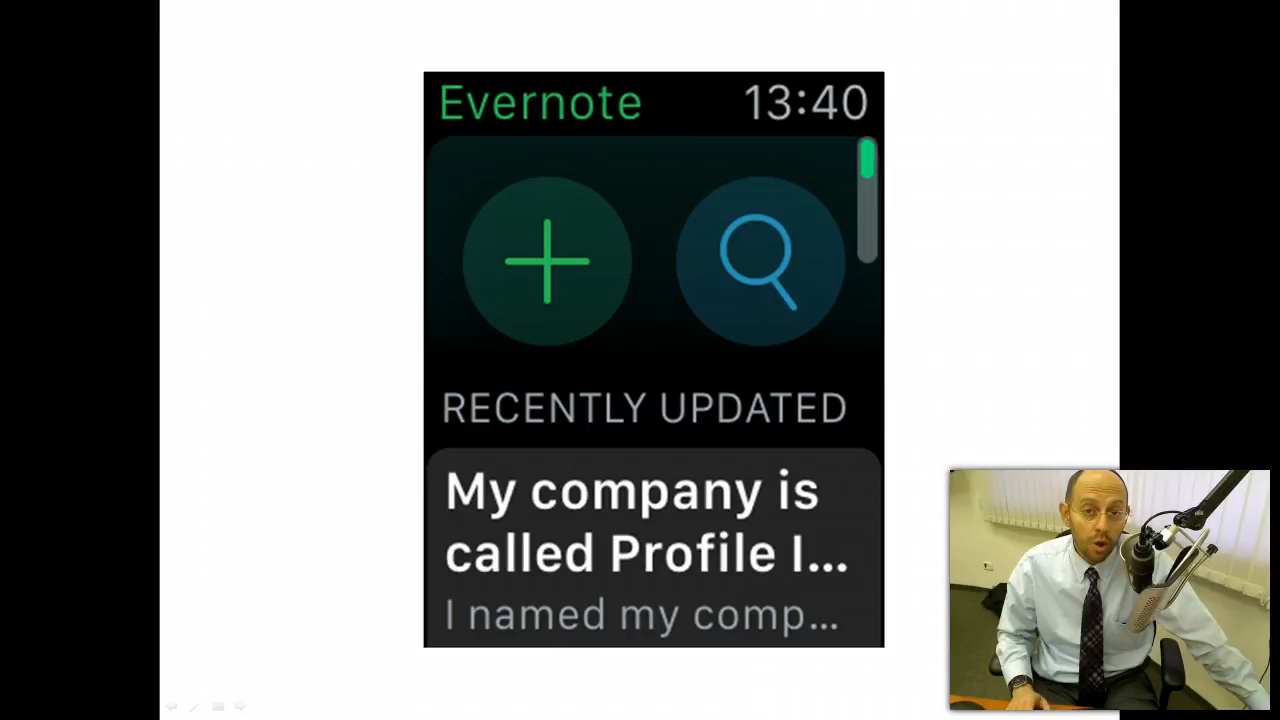 Evernote 13:40
RECENTLY UPDATED
My company is
called Profile I...
I named my comp...